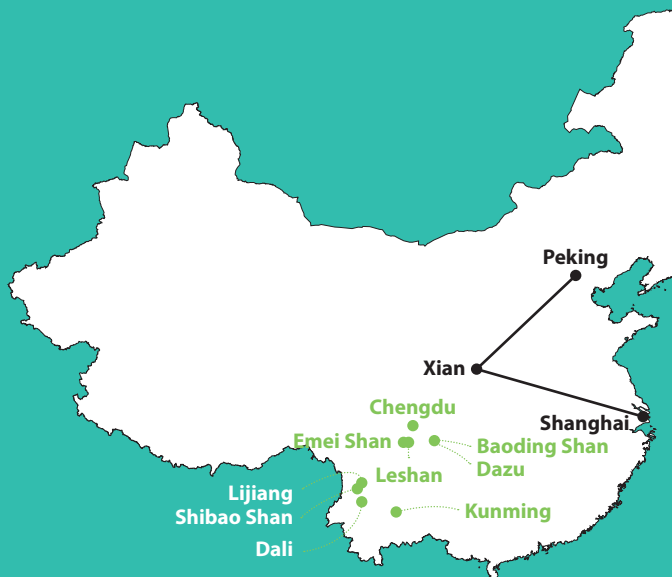 Peking
Xian
Chengdu
Shanghai
Emei Shan
Baoding Shan
Dazu
Leshan
Lijiang
Shibao Shan
Kunming
Dali